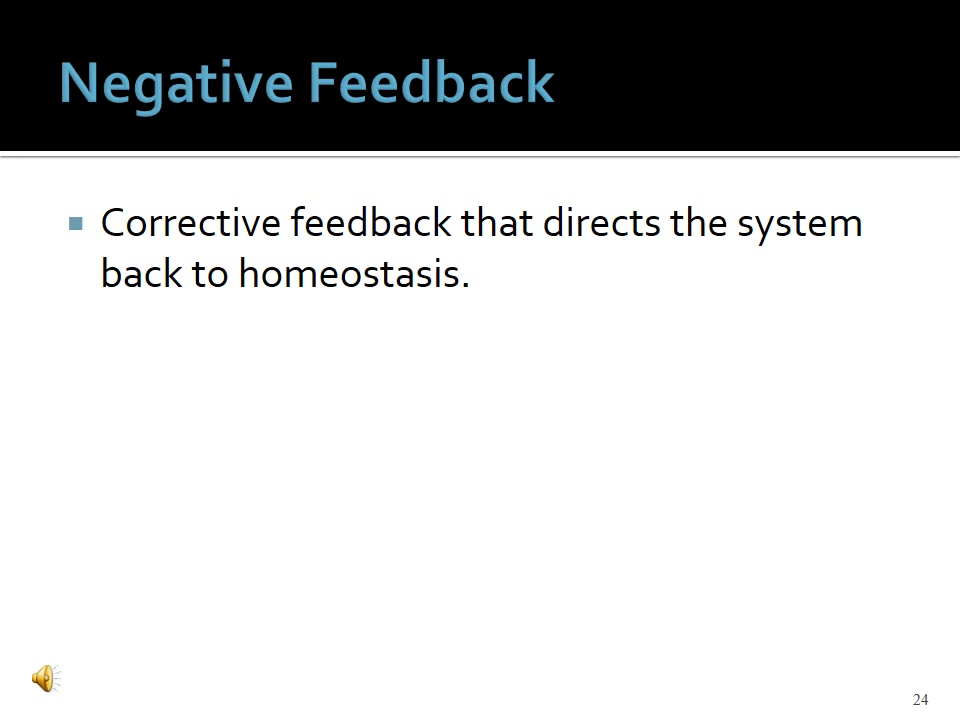 Negative Feedback
Corrective feedback that directs the system
back to homeostasis.
24